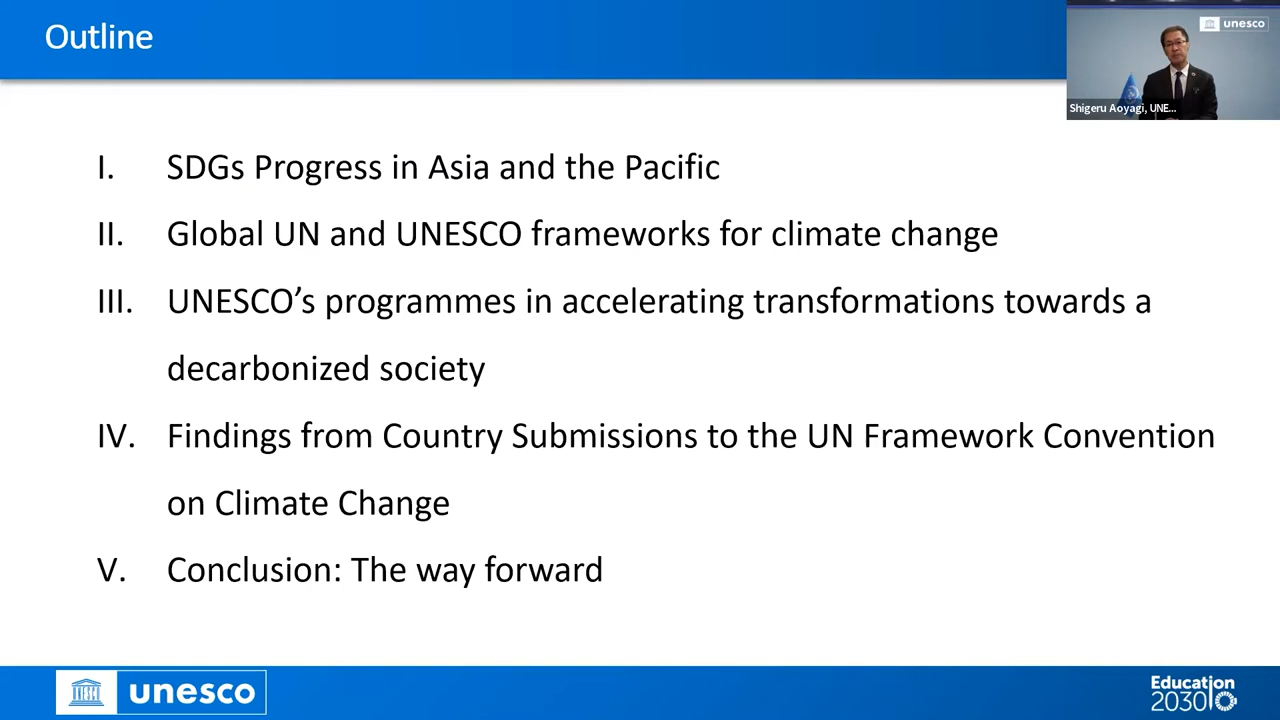 Outline
unesco
Shigeru Aoyagi, UNE...
I. SDGs Progress in Asia and the Pacific
II. Global UN and UNESCO frameworks for climate change
III. UNESCO’s programmes in accelerating transformations towards a
decarbonized society
IV. Findings from Country Submissions to the UN Framework Convention
on Climate Change
V. Conclusion: The way forward
unesco
Education
2030